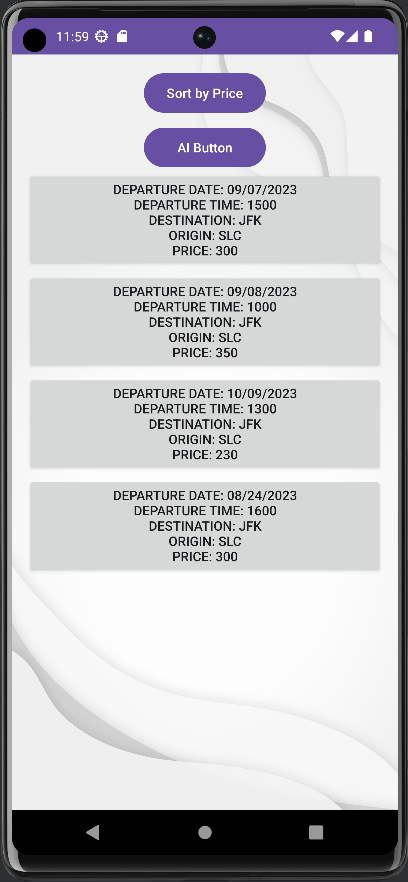 11:59
Sort by Price
AI Button
DEPARTURE DATE: 09/07/2023
DEPARTURE TIME: 1500
DESTINATION: JFK
ORIGIN: SLC
PRICE: 300
DEPARTURE DATE: 09/08/2023
DEPARTURE TIME: 1000
DESTINATION: JFK
ORIGIN: SLC
PRICE: 350
DEPARTURE DATE: 10/09/2023
DEPARTURE TIME: 1300
DESTINATION: JFK
ORIGIN: SLC
PRICE: 230
DEPARTURE DATE: 08/24/2023
DEPARTURE TIME: 1600
DESTINATION: JFK
ORIGIN: SLC
PRICE: 300